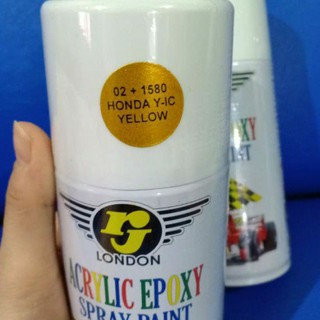 02 + 1580
HONDA Y-IC
YELLOW
rj
LONDON
ACRYLIC EPOXY
SPRAY PAINT